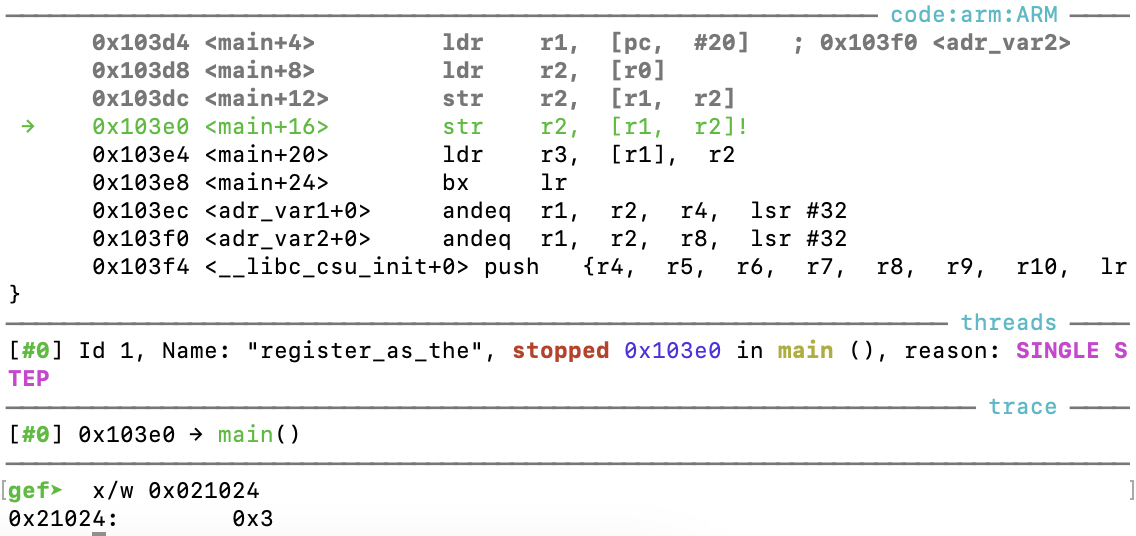 code:arm:ARM
0x103d4 <main+4> ldr r1, [pc, #20] ; 0x103f0 <adr_var2>
0x103d8 <main+8> ldr r2, [r0]
0x103dc <main+12> str r2, [r1, r2]
→ 0x103e0 <main+16> str r2, [r1, r2]!
0x103e4 <main+20> ldr r3, [r1], r2
0x103e8 <main+24> bx lr
0x103ec <adr_var1+0> andeq r1, r2, r4, lsr #32
0x103f0 <adr_var2+0> andeq r1, r2, r8, lsr #32
0x103f4 <__libc_csu_init+0> push {r4, r5, r6, r7, r8, r9, r10, lr
}
threads
[#0] Id 1, Name: "register_as_the", stopped 0x103e0 in main (), reason: SINGLE S
TEP
trace
[#0] 0x103e0 → main()
[gef➤ x/w 0x021024 ]
0x21024: 0x3